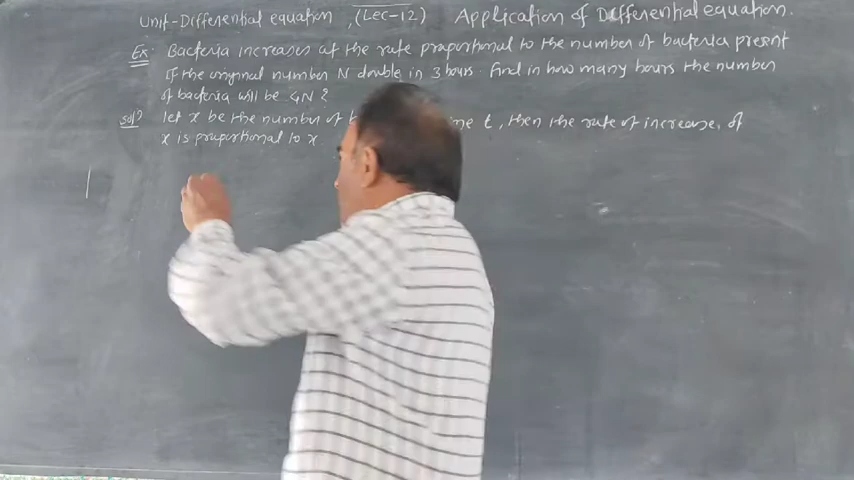 Unit-Differential equation, (Lec-12) Application of Differential equation.
Ex: Bacteria increases at the rate proportional to the number of bacteria present
If the original number N double in 3 hours. Find in how many hours the number
of bacteria will be 4N?
Solⁿ let x be the number of t, then the rate of increase, of
x is proportional to x